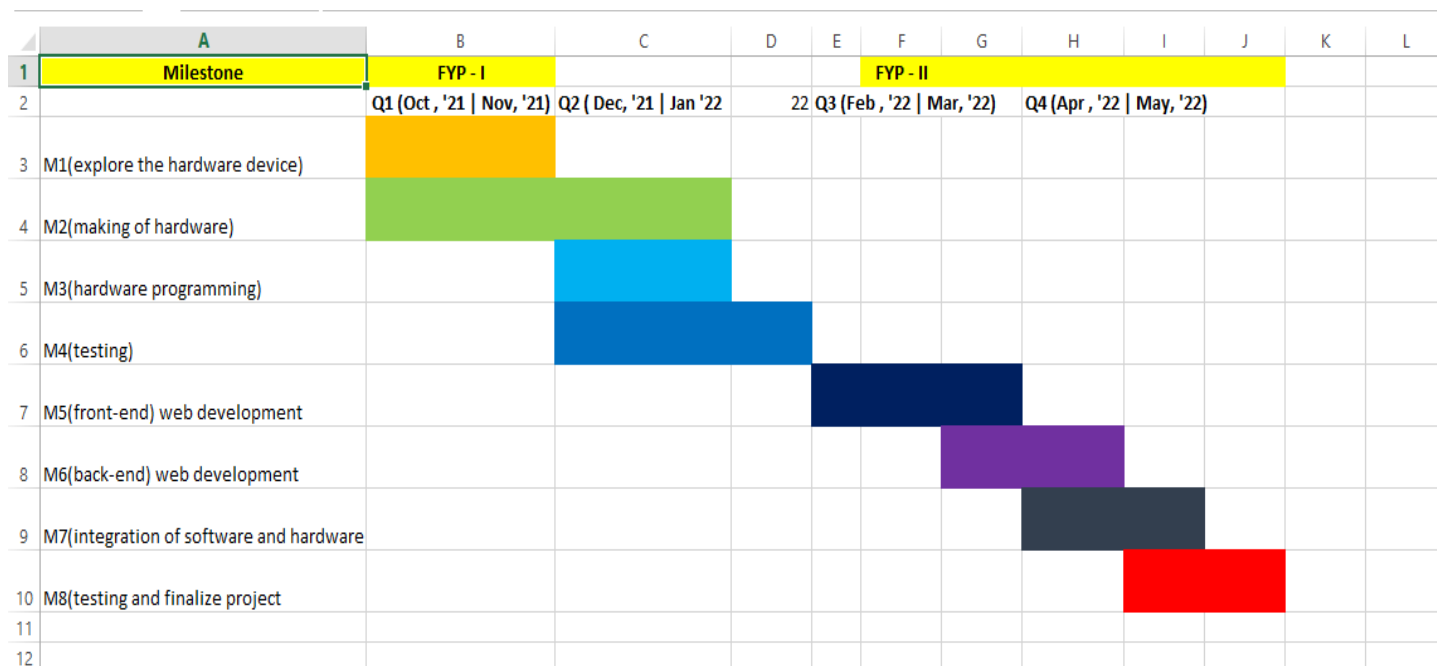 A B C D E F G H I J K L
1 Milestone FYP - I FYP - II
2 Q1 (Oct , '21 | Nov, '21) Q2 ( Dec, '21 | Jan '22 22 Q3 (Feb , '22 | Mar, '22) Q4 (Apr , '22 | May, '22)
3 M1(explore the hardware device)
4 M2(making of hardware)
5 M3(hardware programming)
6 M4(testing)
7 M5(front-end) web development
8 M6(back-end) web development
9 M7(integration of software and hardware
10 M8(testing and finalize project
11
12